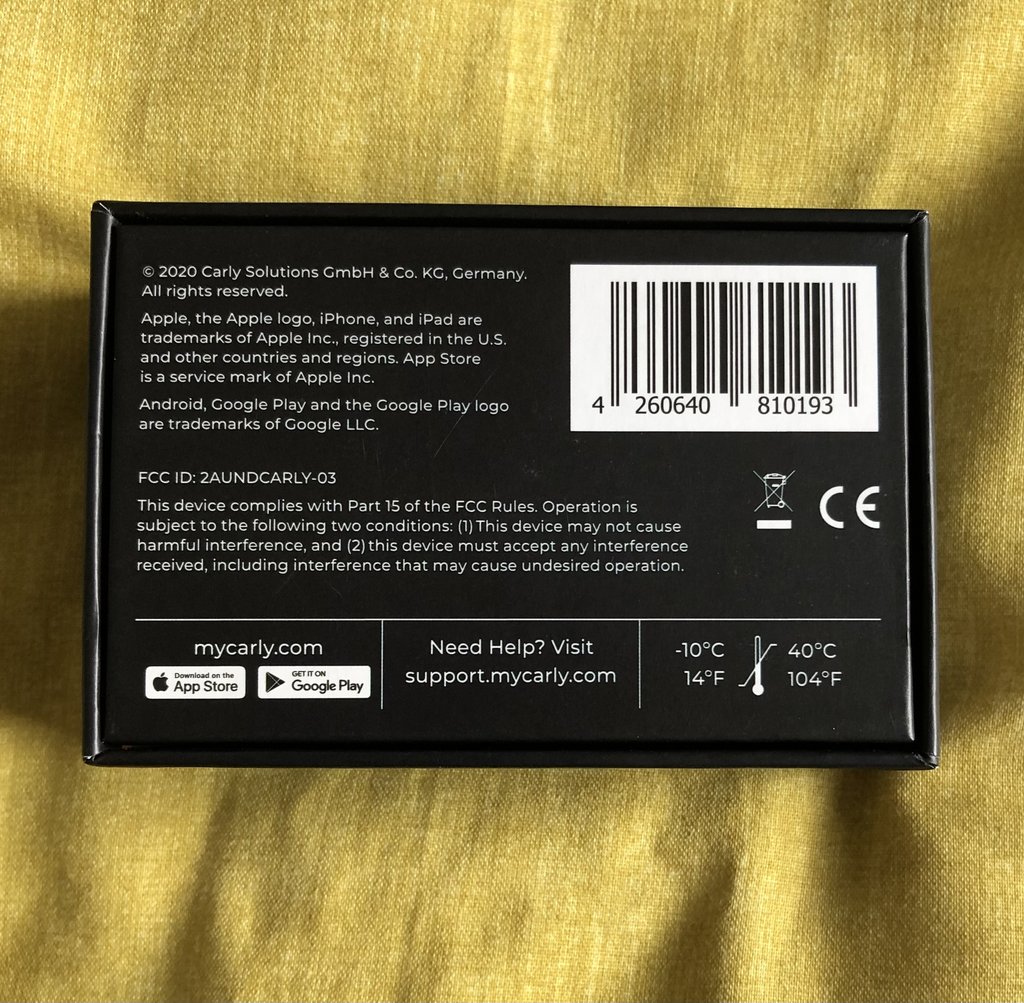 © 2020 Carly Solutions GmbH & Co. KG, Germany.
All rights reserved.
Apple, the Apple logo, iPhone, and iPad are
trademarks of Apple Inc., registered in the U.S.
and other countries and regions. App Store
is a service mark of Apple Inc.
Android, Google Play and the Google Play logo
are trademarks of Google LLC.
4 260640 810193
FCC ID: 2AUNDCARLY-03
This device complies with Part 15 of the FCC Rules. Operation is
subject to the following two conditions: (1) This device may not cause
harmful interference, and (2) this device must accept any interference
received, including interference that may cause undesired operation.
CE
mycarly.com
Download on the
App Store
GET IT ON
Google Play
Need Help? Visit
support.mycarly.com
-10°C 40°C
14°F 104°F